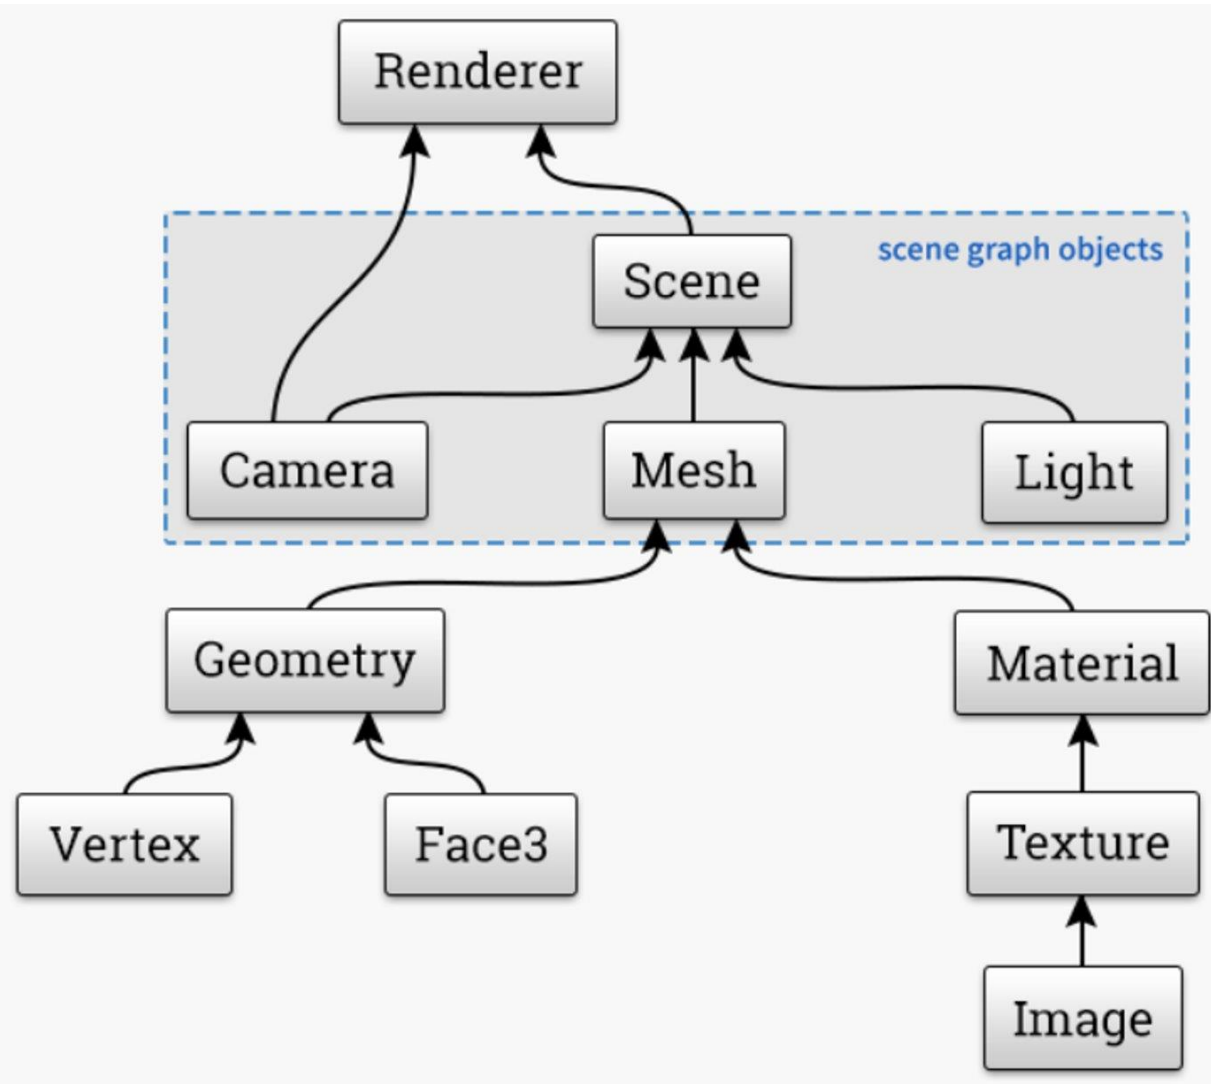 Renderer
scene graph objects
Scene
Camera
Mesh
Light
Geometry
Material
Vertex
Face3
Texture
Image